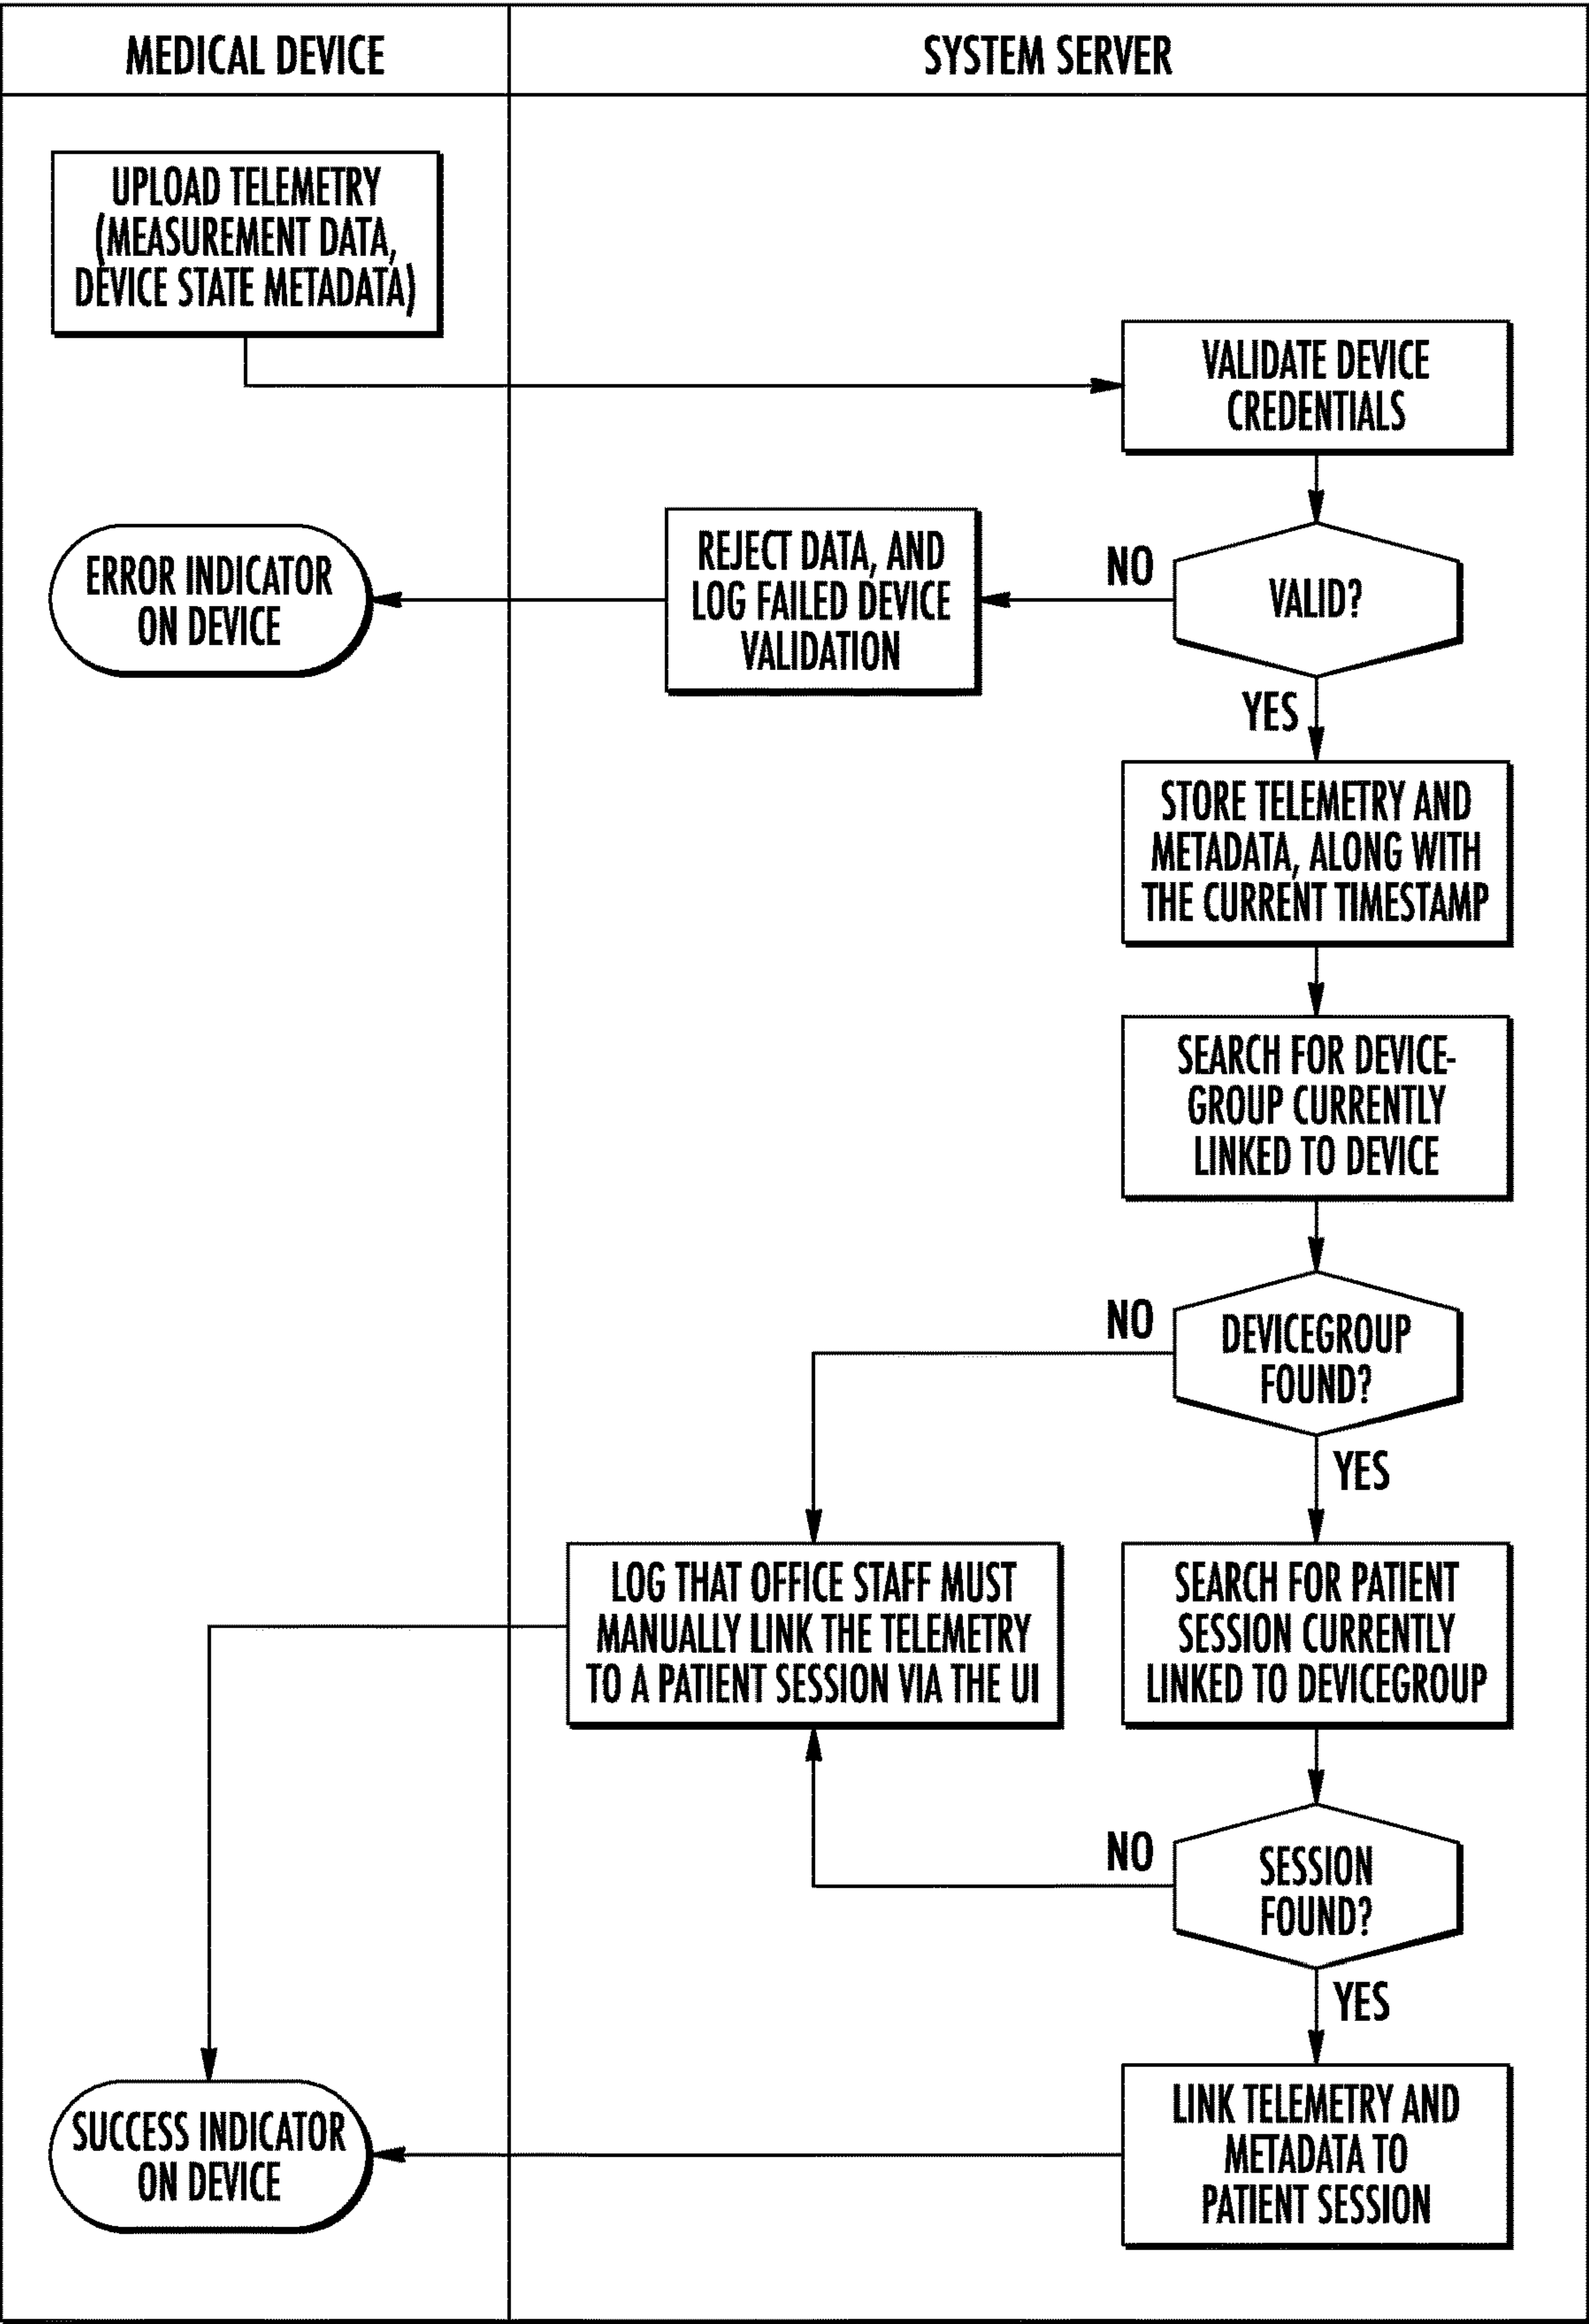 MEDICAL DEVICE
SYSTEM SERVER
UPLOAD TELEMETRY
(MEASUREMENT DATA,
DEVICE STATE METADATA)
VALIDATE DEVICE
CREDENTIALS
ERROR INDICATOR
ON DEVICE
REJECT DATA, AND
LOG FAILED DEVICE
VALIDATION
NO
VALID?
YES
STORE TELEMETRY AND
METADATA, ALONG WITH
THE CURRENT TIMESTAMP
SEARCH FOR DEVICE-
GROUP CURRENTLY
LINKED TO DEVICE
NO
DEVICEGROUP
FOUND?
YES
LOG THAT OFFICE STAFF MUST
MANUALLY LINK THE TELEMETRY
TO A PATIENT SESSION VIA THE UI
SEARCH FOR PATIENT
SESSION CURRENTLY
LINKED TO DEVICEGROUP
NO
SESSION
FOUND?
YES
SUCCESS INDICATOR
ON DEVICE
LINK TELEMETRY AND
METADATA TO
PATIENT SESSION